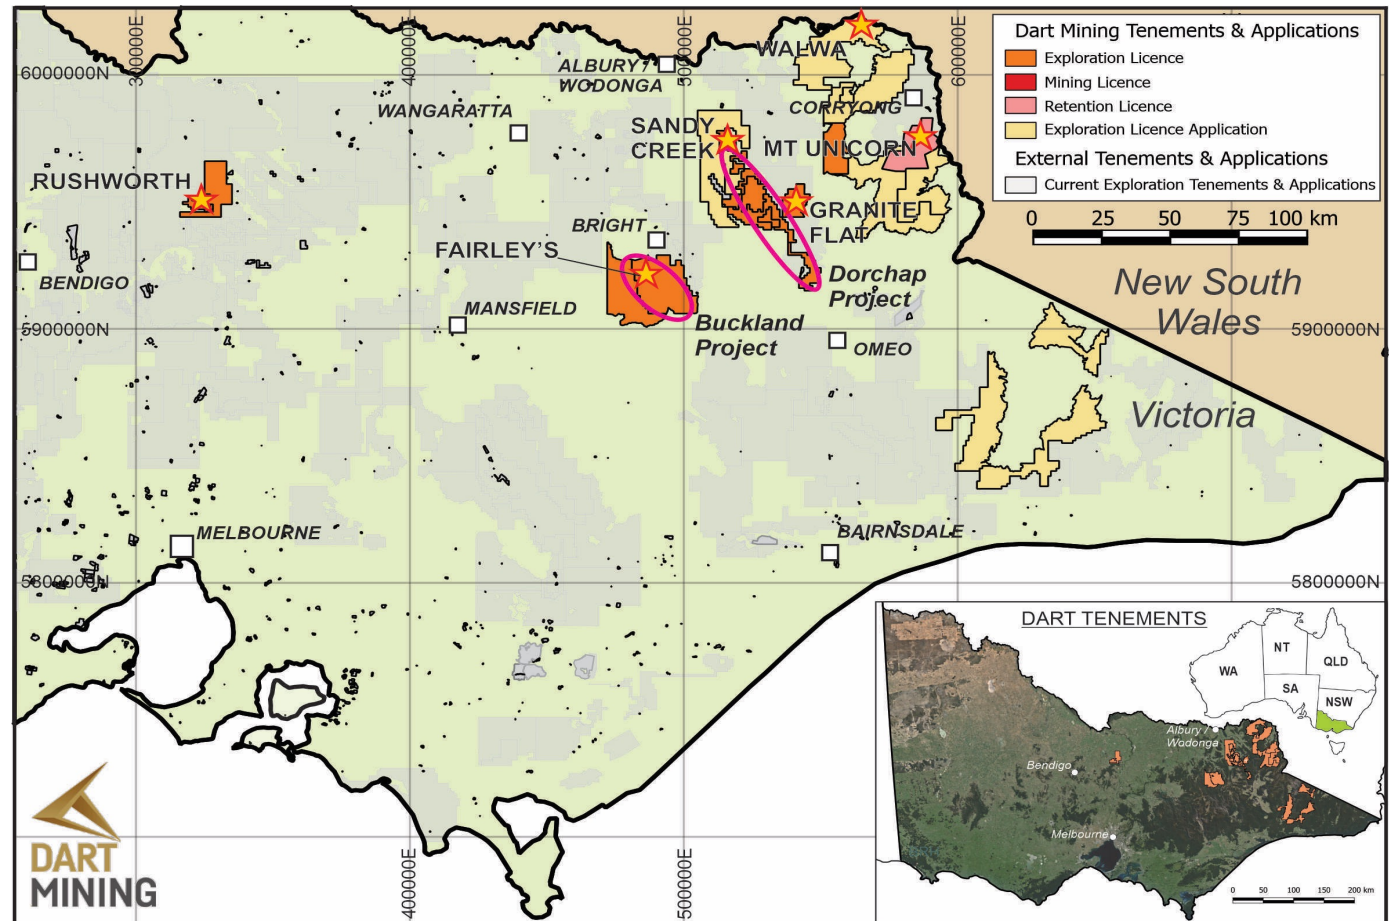 Dart Mining Tenements & Applications
Exploration Licence
Mining Licence
Retention Licence
Exploration Licence Application
External Tenements & Applications
Current Exploration Tenements & Applications
0 25 50 75 100 km
300000E
400000E
500000E
600000E
6000000N
6000000N
WALWA
ALBURY /
WODONGA
CORRYONG
WANGARATTA
SANDY
CREEK
MT UNICORN
RUSHWORTH
GRANITE
FLAT
BRIGHT
FAIRLEY'S
BENDIGO
Dorchap
Project
New South
Wales
MANSFIELD
Buckland
Project
5900000N
5900000N
OMEO
Victoria
MELBOURNE
BAIRNSDALE
5800000N
5800000N
400000E
500000E
DART
MINING
DART TENEMENTS
WA
NT
QLD
SA
NSW
Albury /
Wodonga
Bendigo
Melbourne
0 50 100 150 200 km